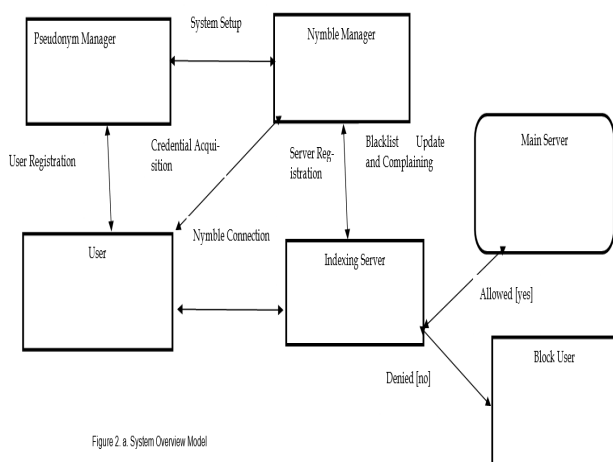 System Setup
Pseudonym Manager
Nymble Manager
Main Server
User Registration
Credential Acqui-
sition
Server Reg-
istration
Blacklist Update
and Complaining
Nymble Connection
User
Indexing Server
Allowed [yes]
Block User
Denied [no]
Figure 2. a. System Overview Model